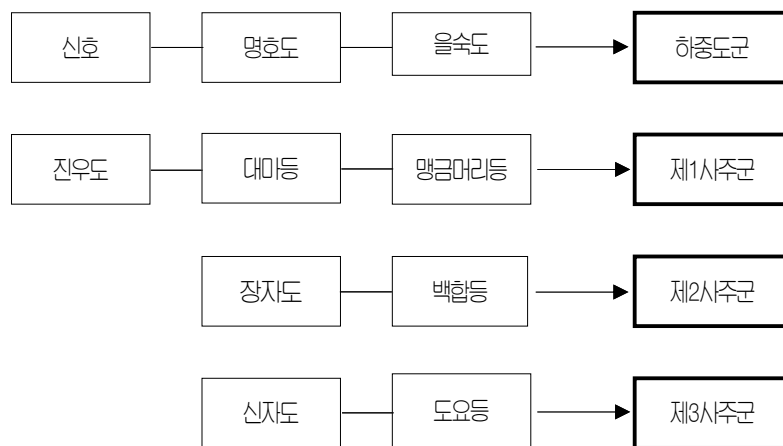 신호 명호도 을숙도 하중도군
진우도 대마등 맹금머리등 제1사주군
장자도 백합등 제2사주군
신자도 도요등 제3사주군